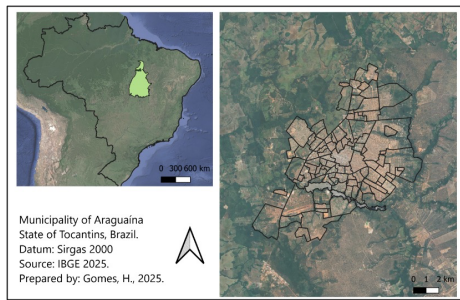 0 300 600 km
Municipality of Araguaína
State of Tocantins, Brazil.
Datum: Sirgas 2000
Source: IBGE 2025.
Prepared by: Gomes, H., 2025.
0 1 2 km